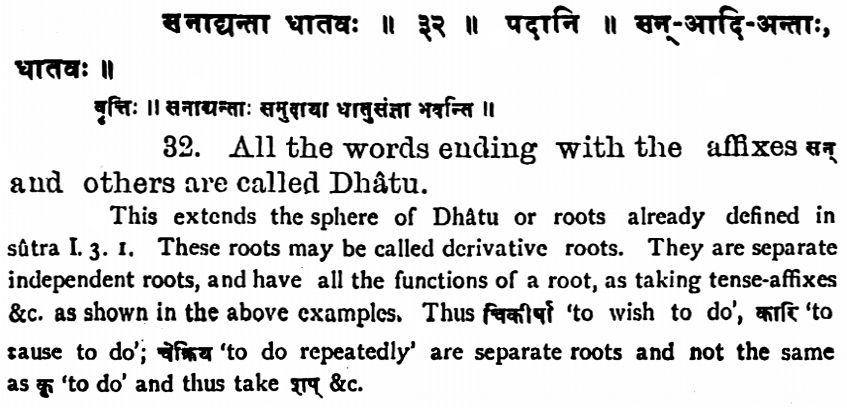 सनाद्यन्ता धातवः ॥ ३२ ॥ पदानि ॥ सन्-आदि-अन्ताः,
धातवः ॥
वृत्तिः ॥ सनाद्यन्ताः समुदाया धातुसंज्ञा भवन्ति ॥
32. All the words ending with the affixes सन्
and others are called Dhâtu.
This extends the sphere of Dhâtu or roots already defined in
sûtra I. 3. 1. These roots may be called derivative roots. They are separate
independent roots, and have all the functions of a root, as taking tense-affixes
&c. as shown in the above examples. Thus चिकीर्षा 'to wish to do', कारि 'to
cause to do'; चेक्रिय 'to do repeatedly' are separate roots and not the same
as कृ 'to do' and thus take शप् &c.